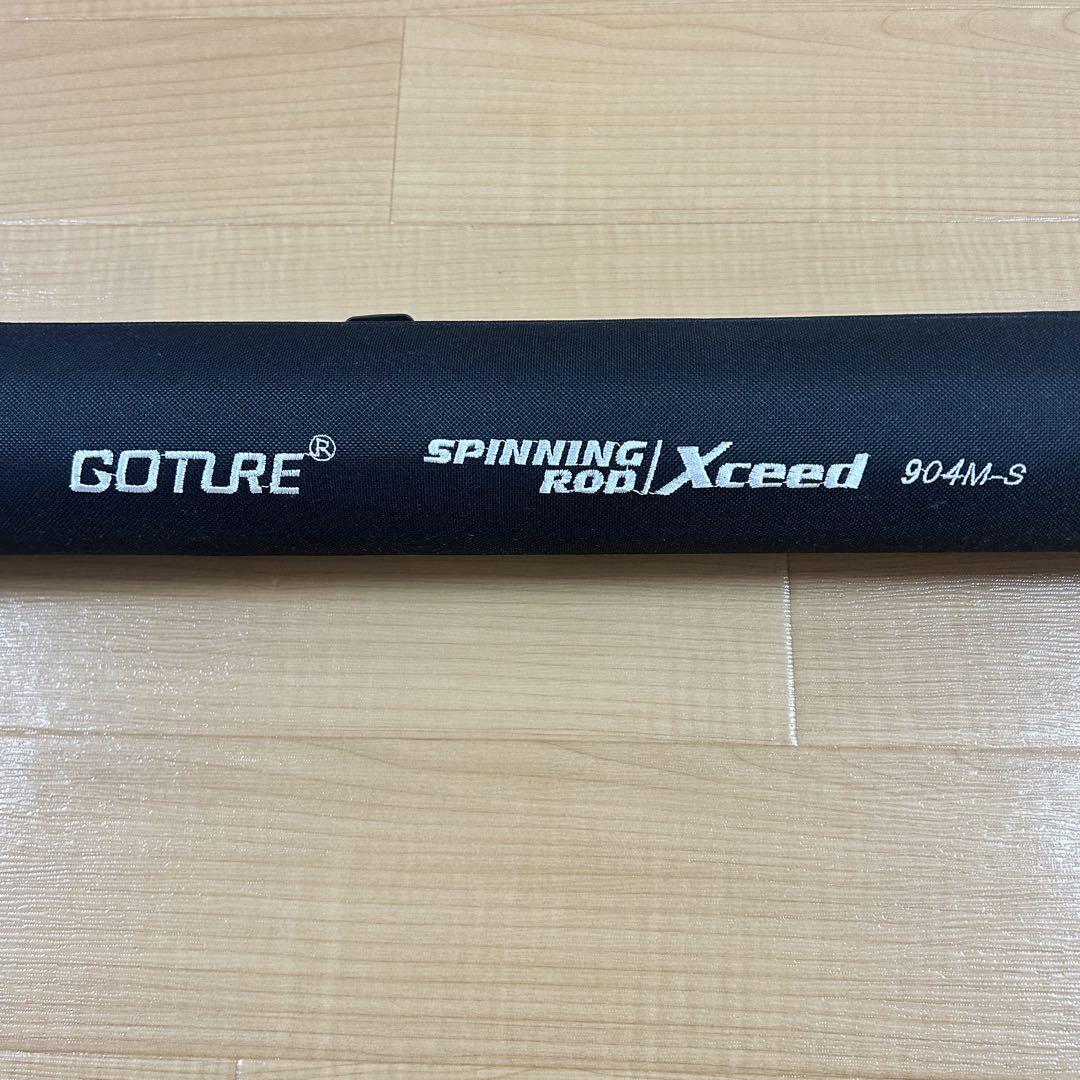 GOTURE®
SPINNING
ROD/Xceed 904M-S